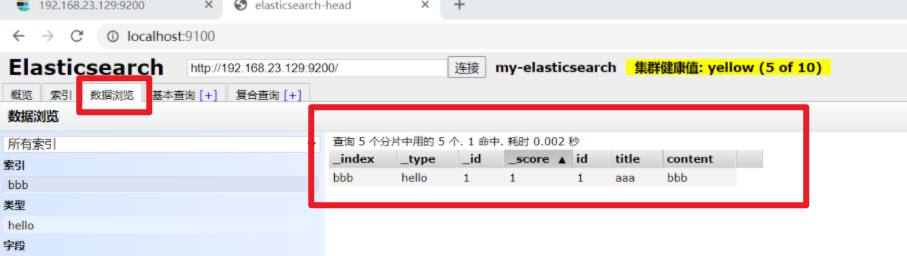 192.168.23.129:9200 × elasticsearch-head × +
localhost:9100
Elasticsearch http://192.168.23.129:9200/ 连接 my-elasticsearch 集群健康值: yellow (5 of 10)
概览 索引 数据浏览 基本查询 [+] 复合查询 [+]
数据浏览
所有索引
索引
bbb
类型
hello
字段
查询 5 个分片中用的 5 个. 1 命中. 耗时 0.002 秒
_index _type _id _score ▲ id title content
bbb hello 1 1 1 aaa bbb